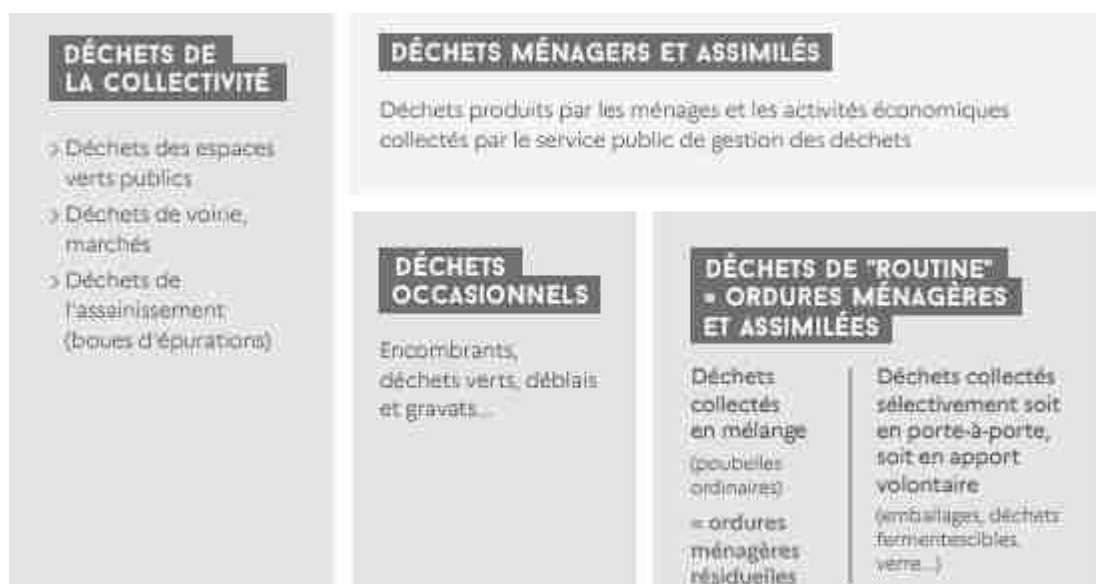 DÉCHETS DE
LA COLLECTIVITÉ
> Déchets des espaces
verts publics
> Déchets de voirie,
marchés
> Déchets de
l'assainissement
(boues d'épurations)
DÉCHETS MÉNAGERS ET ASSIMILÉS
Déchets produits par les ménages et les activités économiques
collectés par le service public de gestion des déchets
DÉCHETS
OCCASIONNELS
Encombrants,
déchets verts, déblais
et gravats...
DÉCHETS DE "ROUTINE"
= ORDURES MÉNAGÈRES
ET ASSIMILÉES
Déchets
collectés
en mélange
(poubelles
ordinaires)
= ordures
ménagères
résiduelles
Déchets collectés
sélectivement soit
en porte-à-porte,
soit en apport
volontaire
(emballages, déchets
fermentescibles,
verre...)